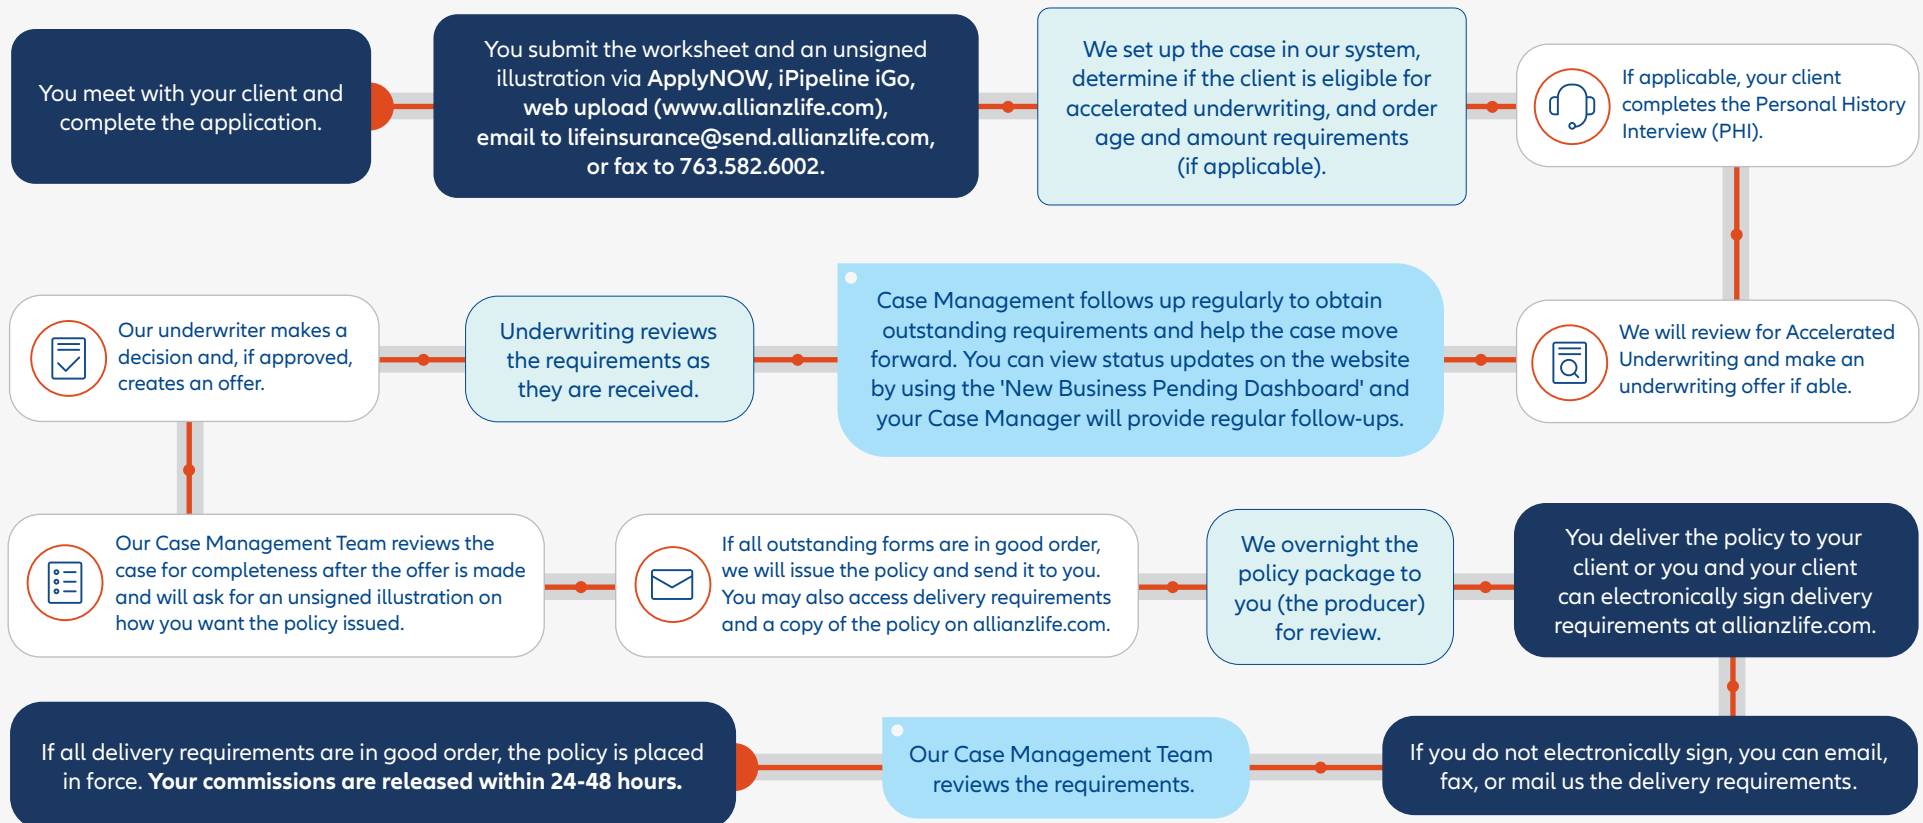 You meet with your client and
complete the application.
You submit the worksheet and an unsigned
illustration via ApplyNOW, iPipeline iGo,
web upload (www.allianzlife.com),
email to lifeinsurance@send.allianzlife.com,
or fax to 763.582.6002.
We set up the case in our system,
determine if the client is eligible for
accelerated underwriting, and order
age and amount requirements
(if applicable).
If applicable, your client
completes the Personal History
Interview (PHI).
We will review for Accelerated
Underwriting and make an
underwriting offer if able.
Case Management follows up regularly to obtain
outstanding requirements and help the case move
forward. You can view status updates on the website
by using the 'New Business Pending Dashboard' and
your Case Manager will provide regular follow-ups.
Underwriting reviews
the requirements as
they are received.
Our underwriter makes a
decision and, if approved,
creates an offer.
Our Case Management Team reviews the
case for completeness after the offer is made
and will ask for an unsigned illustration on
how you want the policy issued.
If all outstanding forms are in good order,
we will issue the policy and send it to you.
You may also access delivery requirements
and a copy of the policy on allianzlife.com.
We overnight the
policy package to
you (the producer)
for review.
You deliver the policy to your
client or you and your client
can electronically sign delivery
requirements at allianzlife.com.
If you do not electronically sign, you can email,
fax, or mail us the delivery requirements.
Our Case Management Team
reviews the requirements.
If all delivery requirements are in good order, the policy is placed
in force. Your commissions are released within 24-48 hours.